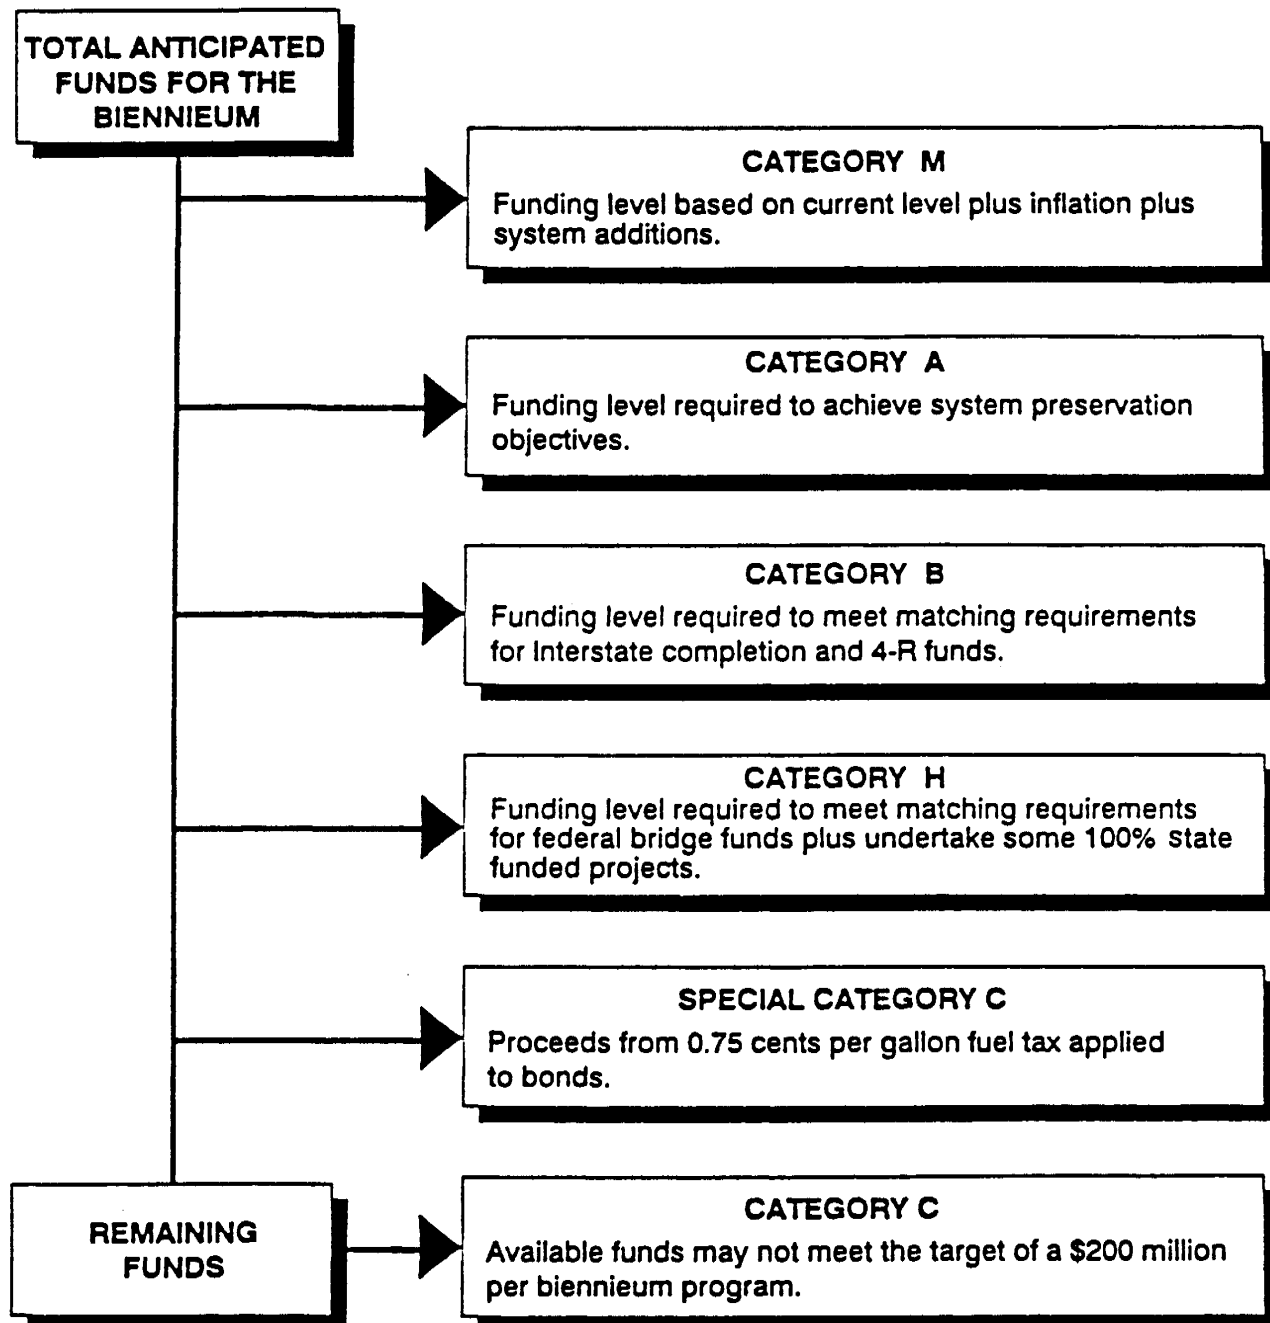 TOTAL ANTICIPATED
FUNDS FOR THE
BIENNIEUM
CATEGORY M
Funding level based on current level plus inflation plus
system additions.
CATEGORY A
Funding level required to achieve system preservation
objectives.
CATEGORY B
Funding level required to meet matching requirements
for Interstate completion and 4-R funds.
CATEGORY H
Funding level required to meet matching requirements
for federal bridge funds plus undertake some 100% State
funded projects.
SPECIAL CATEGORY C
Proceeds from 0.75 cents per gallon fuel tax applied
to bonds.
REMAINING
FUNDS
CATEGORY C
Available funds may not meet the target of a $200 million
per biennieum program.